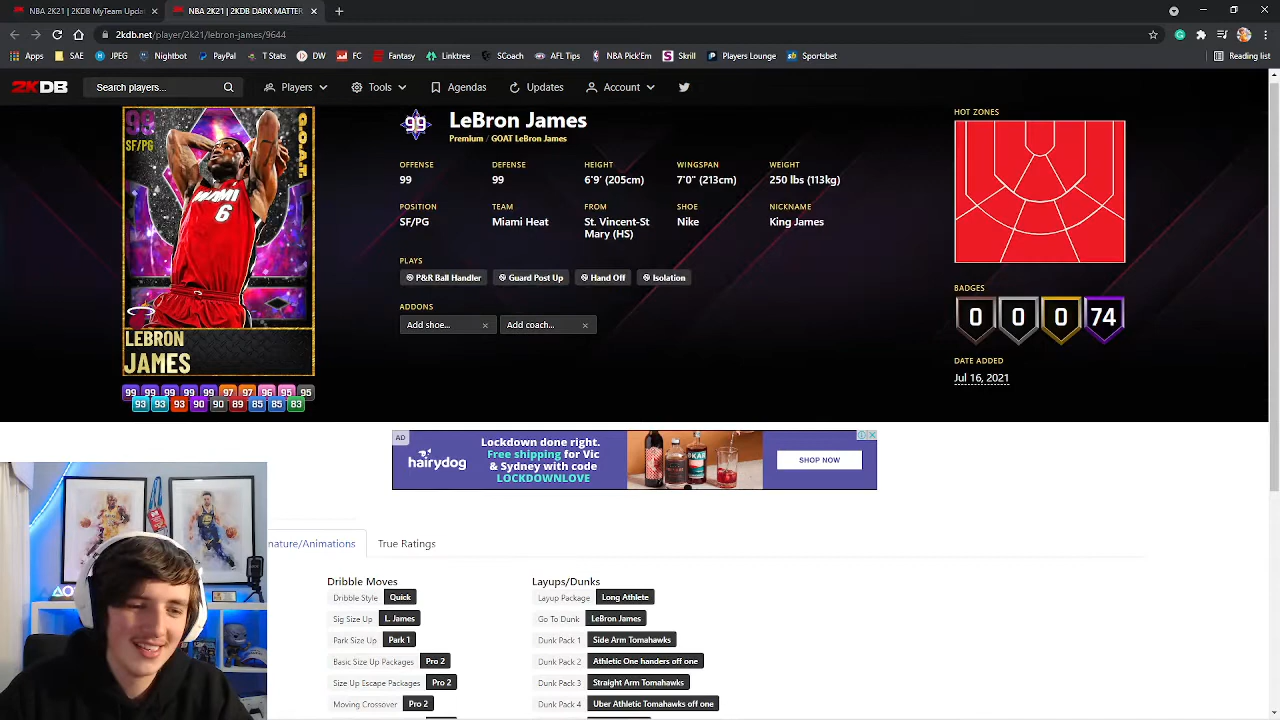 NBA 2K21 | 2KDB MyTeam Updat
NBA 2K21 | 2KDB DARK MATTER
2kdb.net/player/2k21/lebron-james/9644
Apps SAE JPEG Nightbot PayPal T Stats DW FC Fantasy Linktree SCoach AFL Tips NBA Pick'Em Skrill Players Lounge Sportsbet Reading list
2KDB Search players... Players Tools Agendas Updates Account
99
SF/PG
G.O.A.T.
MIAMI
6
LEBRON
JAMES
99 99 99 99 99 97 97 96 95 95
93 93 93 90 90 89 85 85 83
99 LeBron James
Premium / GOAT LeBron James
OFFENSE DEFENSE HEIGHT WINGSPAN WEIGHT
99 99 6'9' (205cm) 7'0" (213cm) 250 lbs (113kg)
POSITION TEAM FROM SHOE NICKNAME
SF/PG Miami Heat St. Vincent-St Nike King James
Mary (HS)
PLAYS
P&R Ball Handler Guard Post Up Hand Off Isolation
ADDONS
Add shoe... × Add coach... ×
HOT ZONES
BADGES
0 0 0 74
DATE ADDED
Jul 16, 2021
AD
hairydog
Lockdown done right.
Free shipping for Vic
& Sydney with code
LOCKDOWNLOVE
SHOP NOW
nature/Animations True Ratings
Dribble Moves
Dribble Style Quick
Sig Size Up L. James
Park Size Up Park 1
Basic Size Up Packages Pro 2
Size Up Escape Packages Pro 2
Moving Crossover Pro 2
Layups/Dunks
Layup Package Long Athlete
Go To Dunk LeBron James
Dunk Pack 1 Side Arm Tomahawks
Dunk Pack 2 Athletic One handers off one
Dunk Pack 3 Straight Arm Tomahawks
Dunk Pack 4 Uber Athletic Tomahawks off one